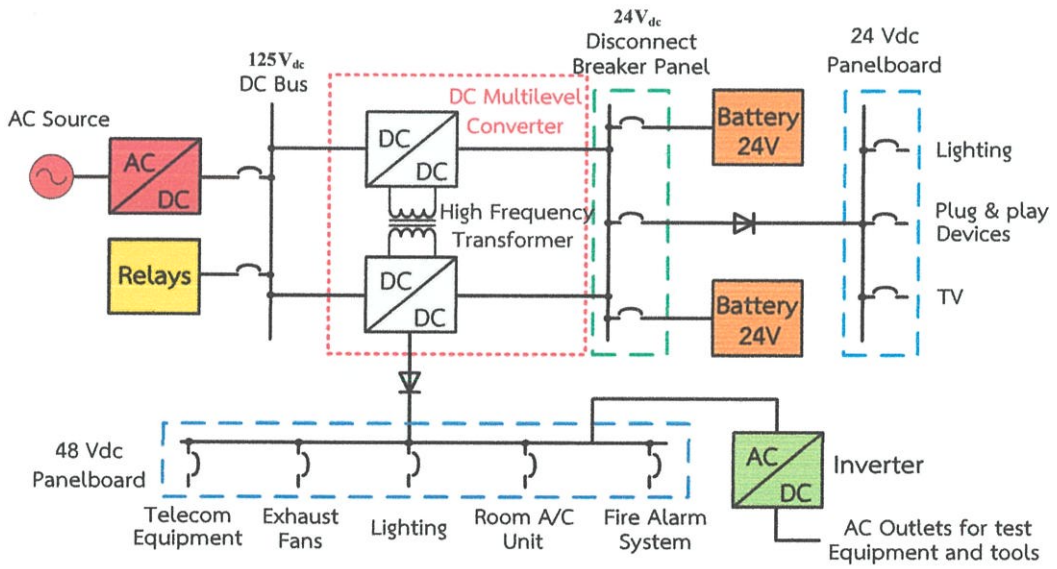 AC Source
AC
DC
Relays
125Vdc
DC Bus
DC Multilevel
Converter
DC
DC
High Frequency
Transformer
DC
DC
24Vdc
Disconnect
Breaker Panel
Battery
24V
Battery
24V
24 Vdc
Panelboard
Lighting
Plug & play
Devices
TV
48 Vdc
Panelboard
Telecom
Equipment
Exhaust
Fans
Lighting
Room A/C
Unit
Fire Alarm
System
AC
DC
Inverter
AC Outlets for test
Equipment and tools